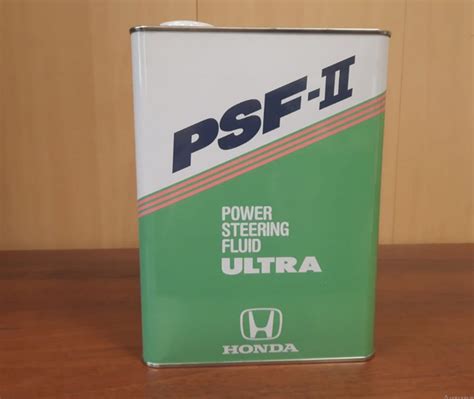 PSF-II
POWER
STEERING
FLUID
ULTRA
HONDA